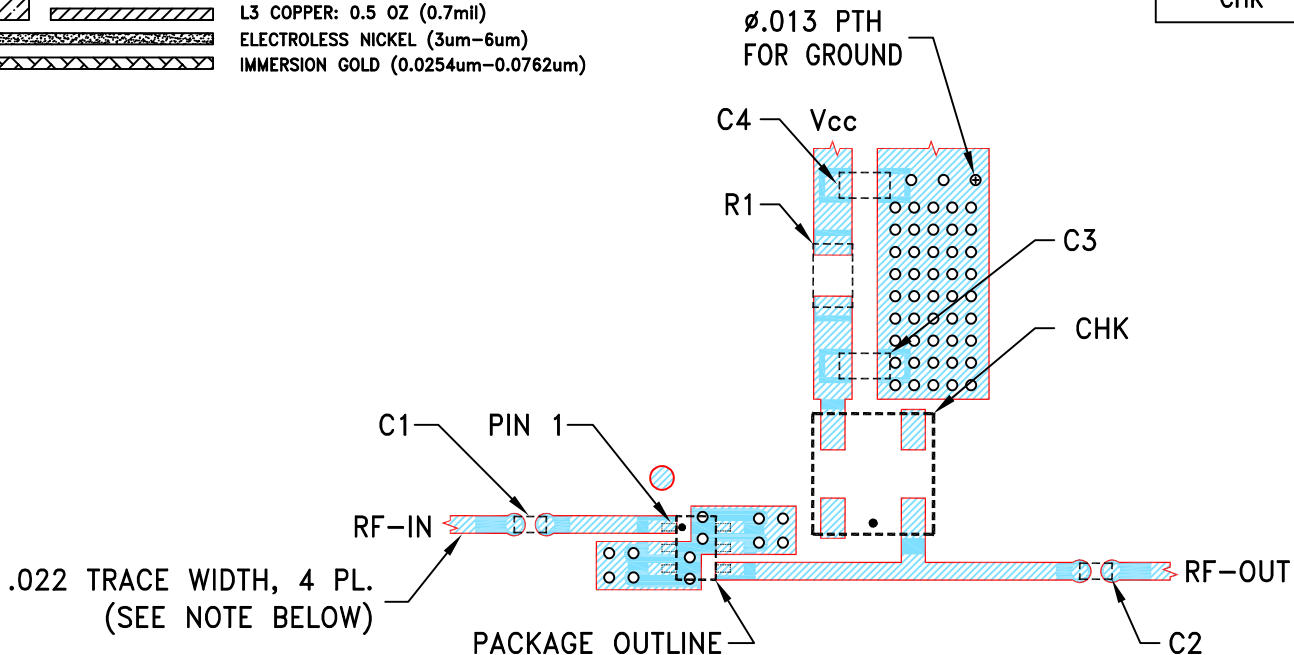 L3 COPPER: 0.5 OZ (0.7mil)
ELECTROLESS NICKEL (3um-6um)
IMMERSION GOLD (0.0254um-0.0762um)
CHK
ø.013 PTH
FOR GROUND
C4
Vcc
R1
C3
CHK
C1
PIN 1
RF-IN
.022 TRACE WIDTH, 4 PL.
(SEE NOTE BELOW)
RF-OUT
PACKAGE OUTLINE
C2